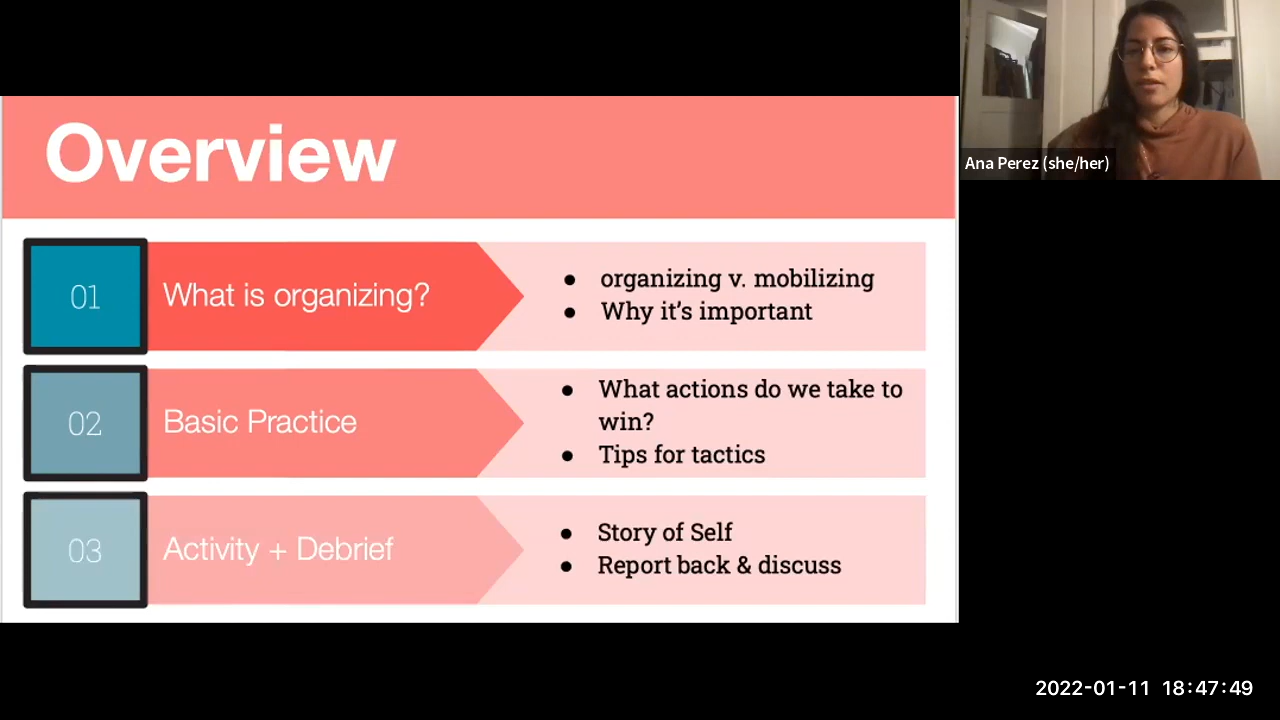 Overview
01
What is organizing?
● organizing v. mobilizing
● Why it's important
02
Basic Practice
● What actions do we take to
win?
● Tips for tactics
03
Activity + Debrief
● Story of Self
● Report back & discuss
Ana Perez (she/her)
2022-01-11 18:47:49